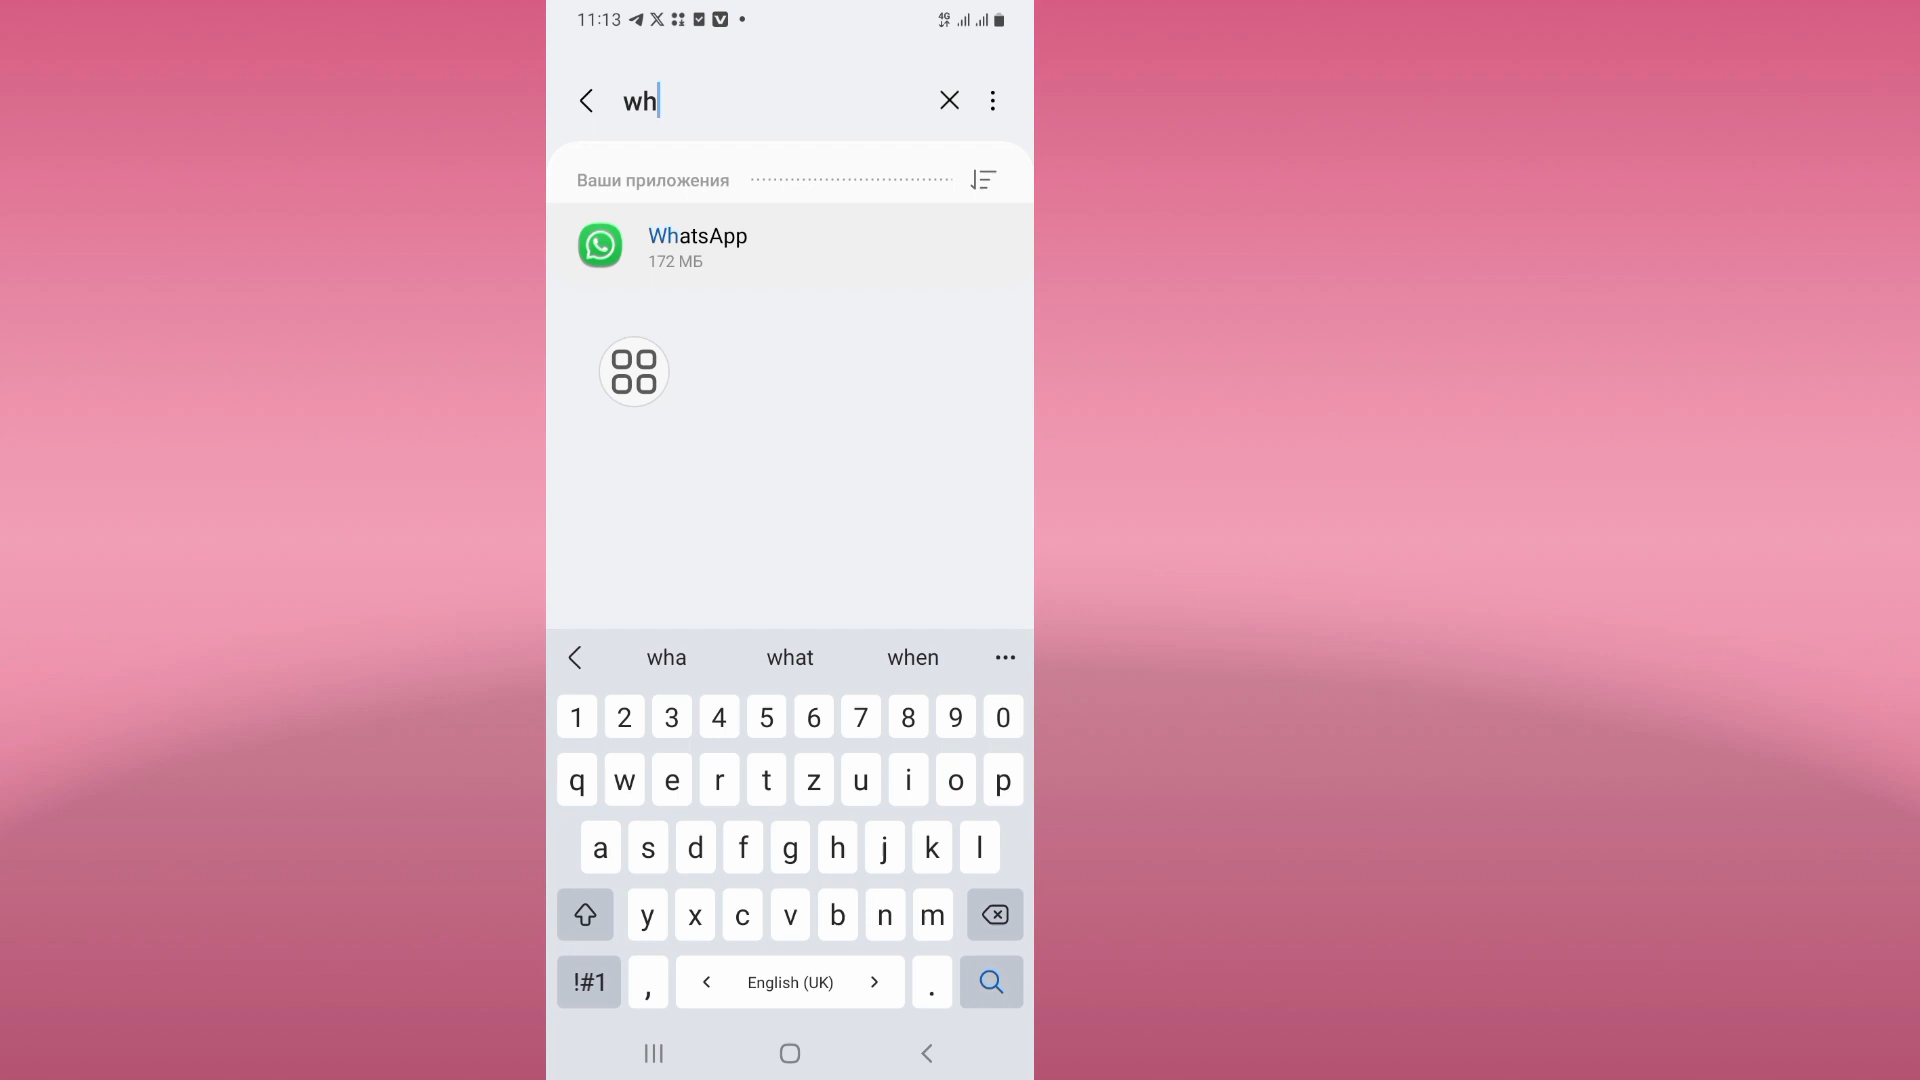 11:13
4G
wh
Ваши приложения
WhatsApp
172 МБ
wha what when
1 2 3 4 5 6 7 8 9 0
q w e r t z u i o p
a s d f g h j k l
y x c v b n m
!#1 , English (UK) .